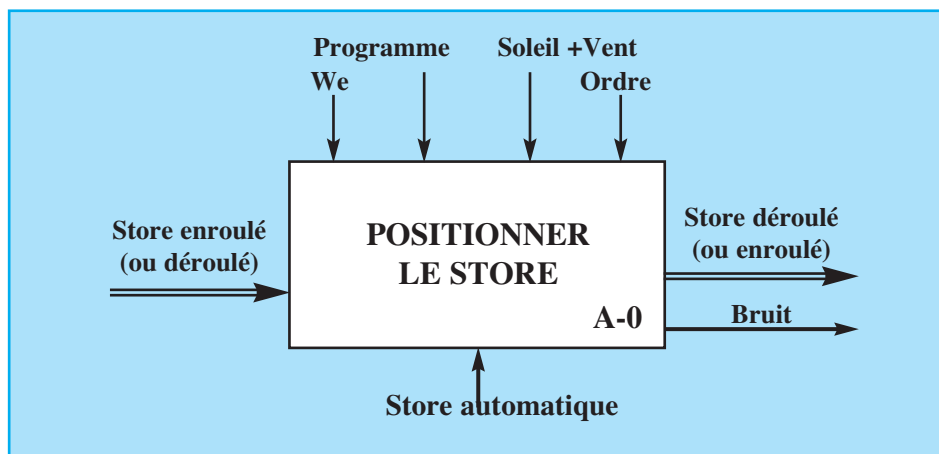 Programme
Soleil +Vent
We
Ordre
Store enroulé
(ou déroulé)
POSITIONNER
LE STORE
A-0
Store déroulé
(ou enroulé)
Bruit
Store automatique